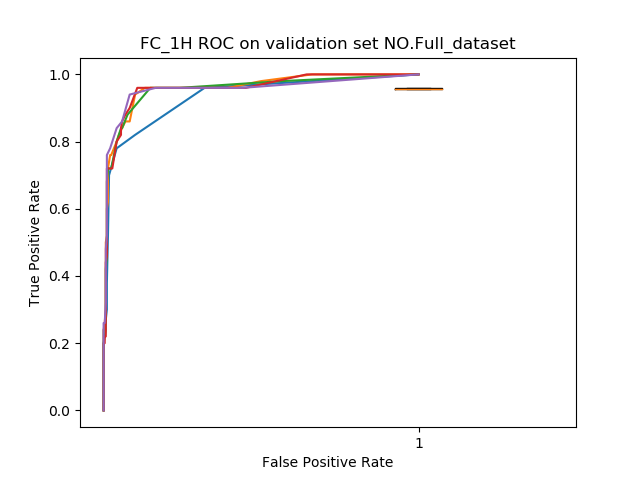 FC_1H ROC on validation set NO.Full_dataset
1.0
0.8
0.6
0.4
0.2
0.0
True Positive Rate
1
False Positive Rate